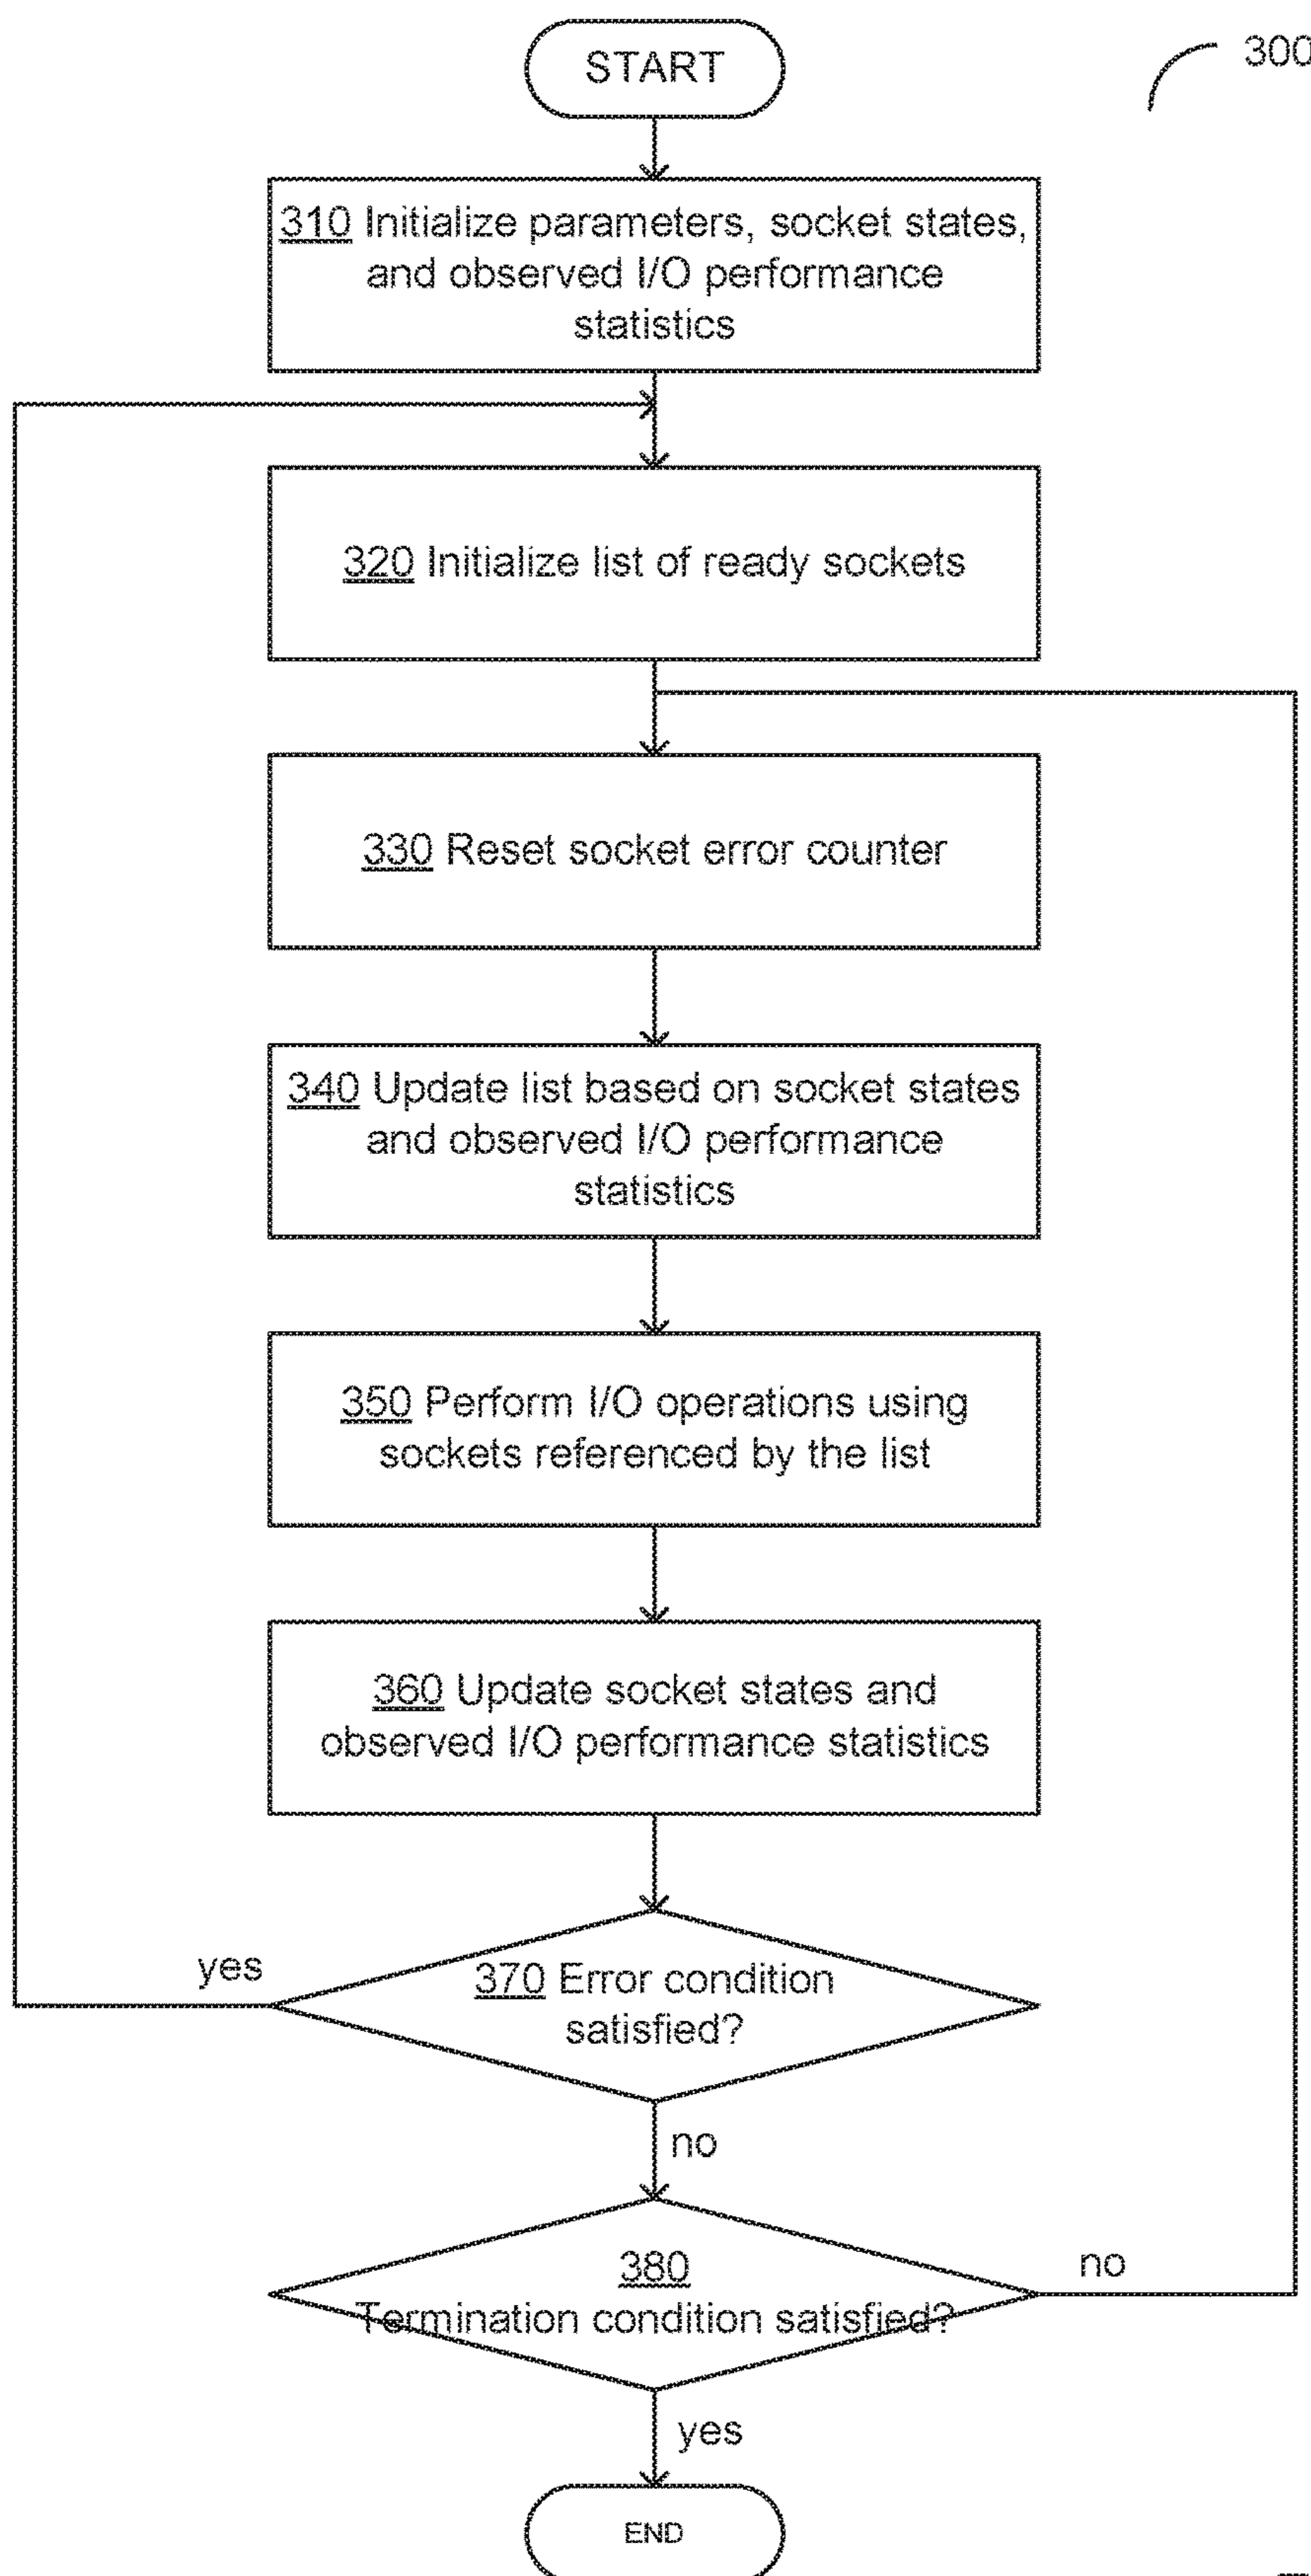 START
300
310 Initialize parameters, socket states,
and observed I/O performance
statistics
320 Initialize list of ready sockets
330 Reset socket error counter
340 Update list based on socket states
and observed I/O performance
statistics
350 Perform I/O operations using
sockets referenced by the list
360 Update socket states and
observed I/O performance statistics
yes
370 Error condition
satisfied?
no
380
Termination condition satisfied?
no
yes
END